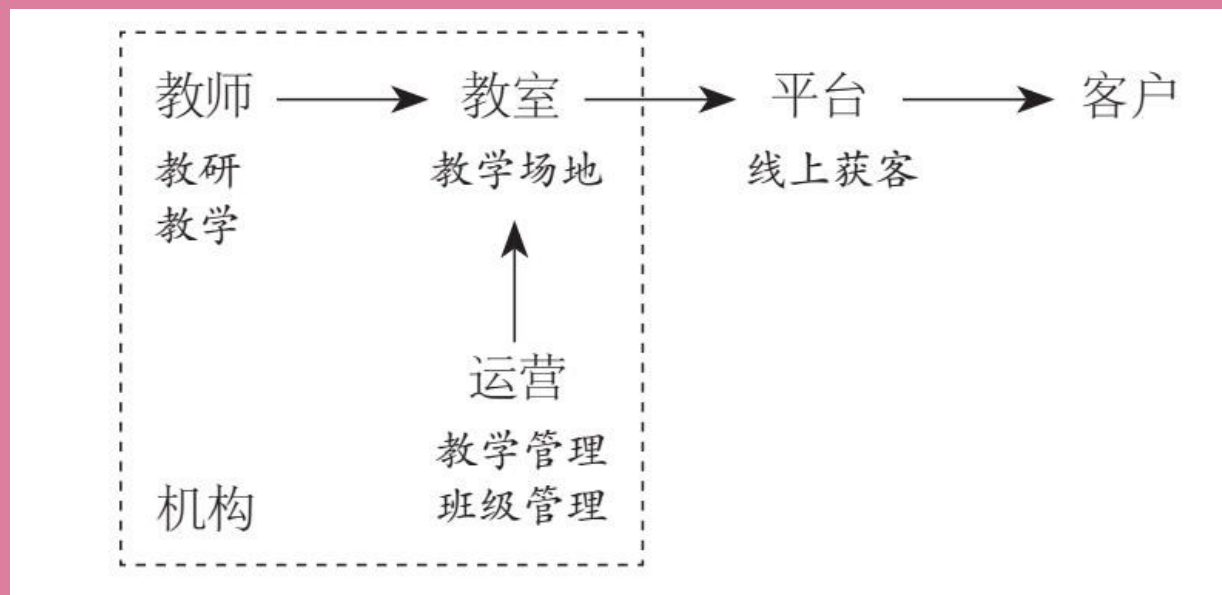 教师 教室 平台 客户
教研 教学场地 线上获客
教学
运营
教学管理
机构 班级管理